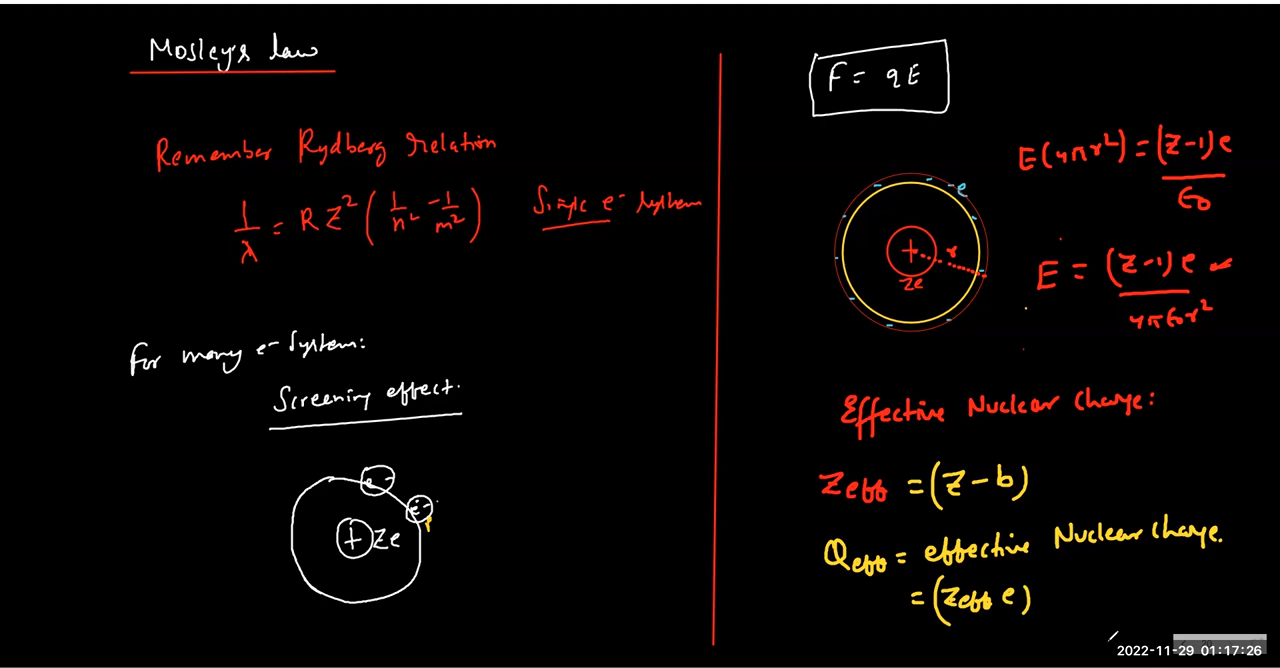 Mosley's law
Remember Rydberg relation
1/λ = R Z² ( 1/n² - 1/m² ) Single e⁻ system
For many e⁻ system:
Screening effect.
e⁻
e⁻
+ Ze
F = qE
E(4πr²) = (Z-1)e / ε₀
- e
+ r
Ze
E = (Z-1)e / 4πε₀r²
Effective Nuclear Charge:
Zeff = (Z-b)
Qeff = effective Nuclear charge.
= (Zeff e)
2022-11-29 01:17:26